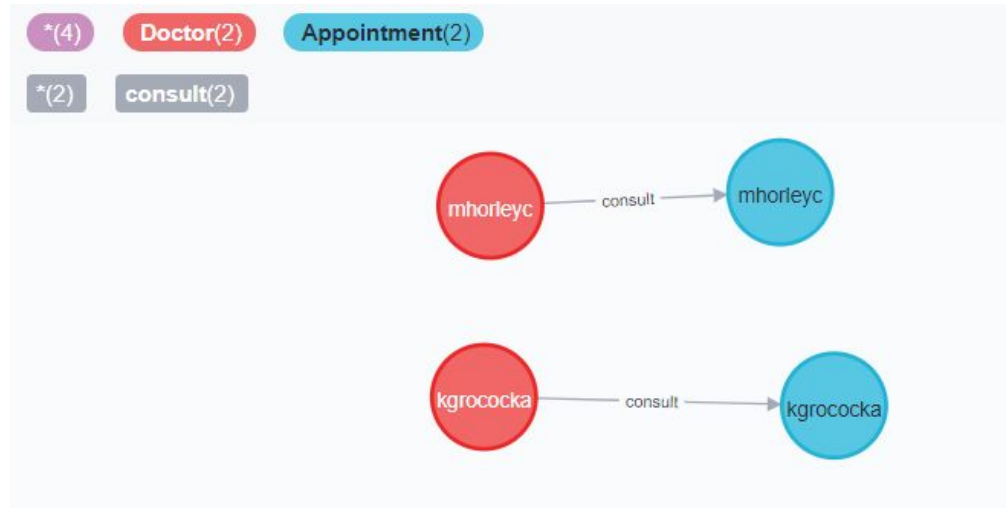 *(4) Doctor(2) Appointment(2)
*(2) consult(2)
mhorleyc consult mhorleyc
kgrococka consult kgrococka